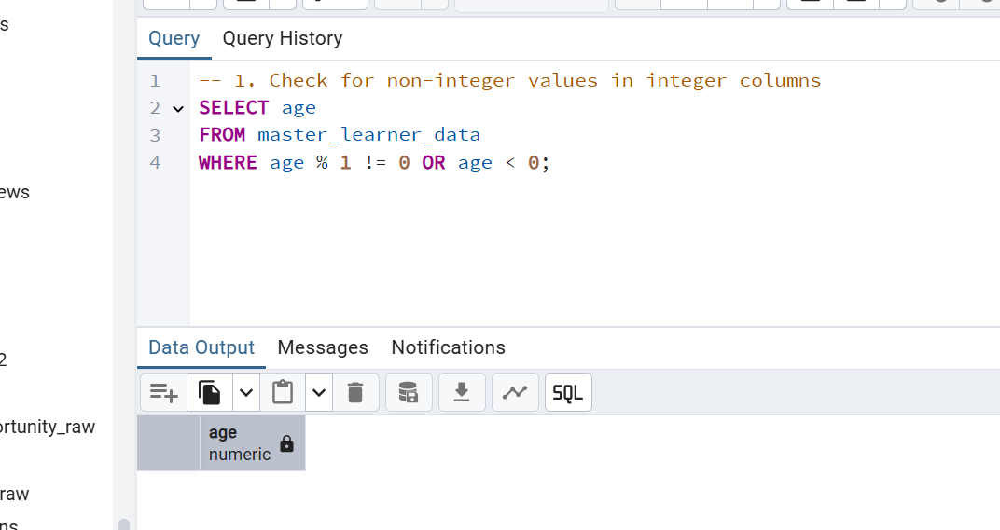 s
Query Query History
1 -- 1. Check for non-integer values in integer columns
2 SELECT age
3 FROM master_learner_data
4 WHERE age % 1 != 0 OR age < 0;
ews
2
Data Output Messages Notifications
SQL
ortunity_raw
age
numeric
raw
ns